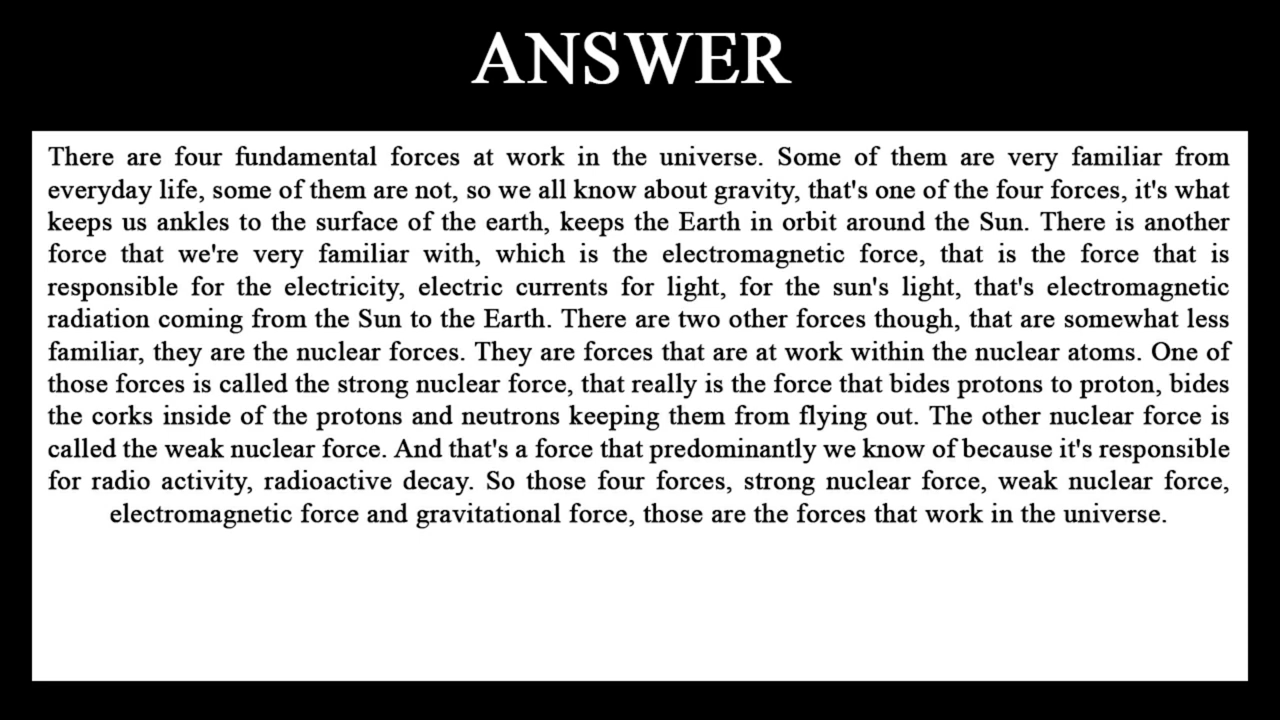 ANSWER
There are four fundamental forces at work in the universe. Some of them are very familiar from
everyday life, some of them are not, so we all know about gravity, that's one of the four forces, it's what
keeps us ankles to the surface of the earth, keeps the Earth in orbit around the Sun. There is another
force that we're very familiar with, which is the electromagnetic force, that is the force that is
responsible for the electricity, electric currents for light, for the sun's light, that's electromagnetic
radiation coming from the Sun to the Earth. There are two other forces though, that are somewhat less
familiar, they are the nuclear forces. They are forces that are at work within the nuclear atoms. One of
those forces is called the strong nuclear force, that really is the force that bides protons to proton, bides
the corks inside of the protons and neutrons keeping them from flying out. The other nuclear force is
called the weak nuclear force. And that's a force that predominantly we know of because it's responsible
for radio activity, radioactive decay. So those four forces, strong nuclear force, weak nuclear force,
electromagnetic force and gravitational force, those are the forces that work in the universe.